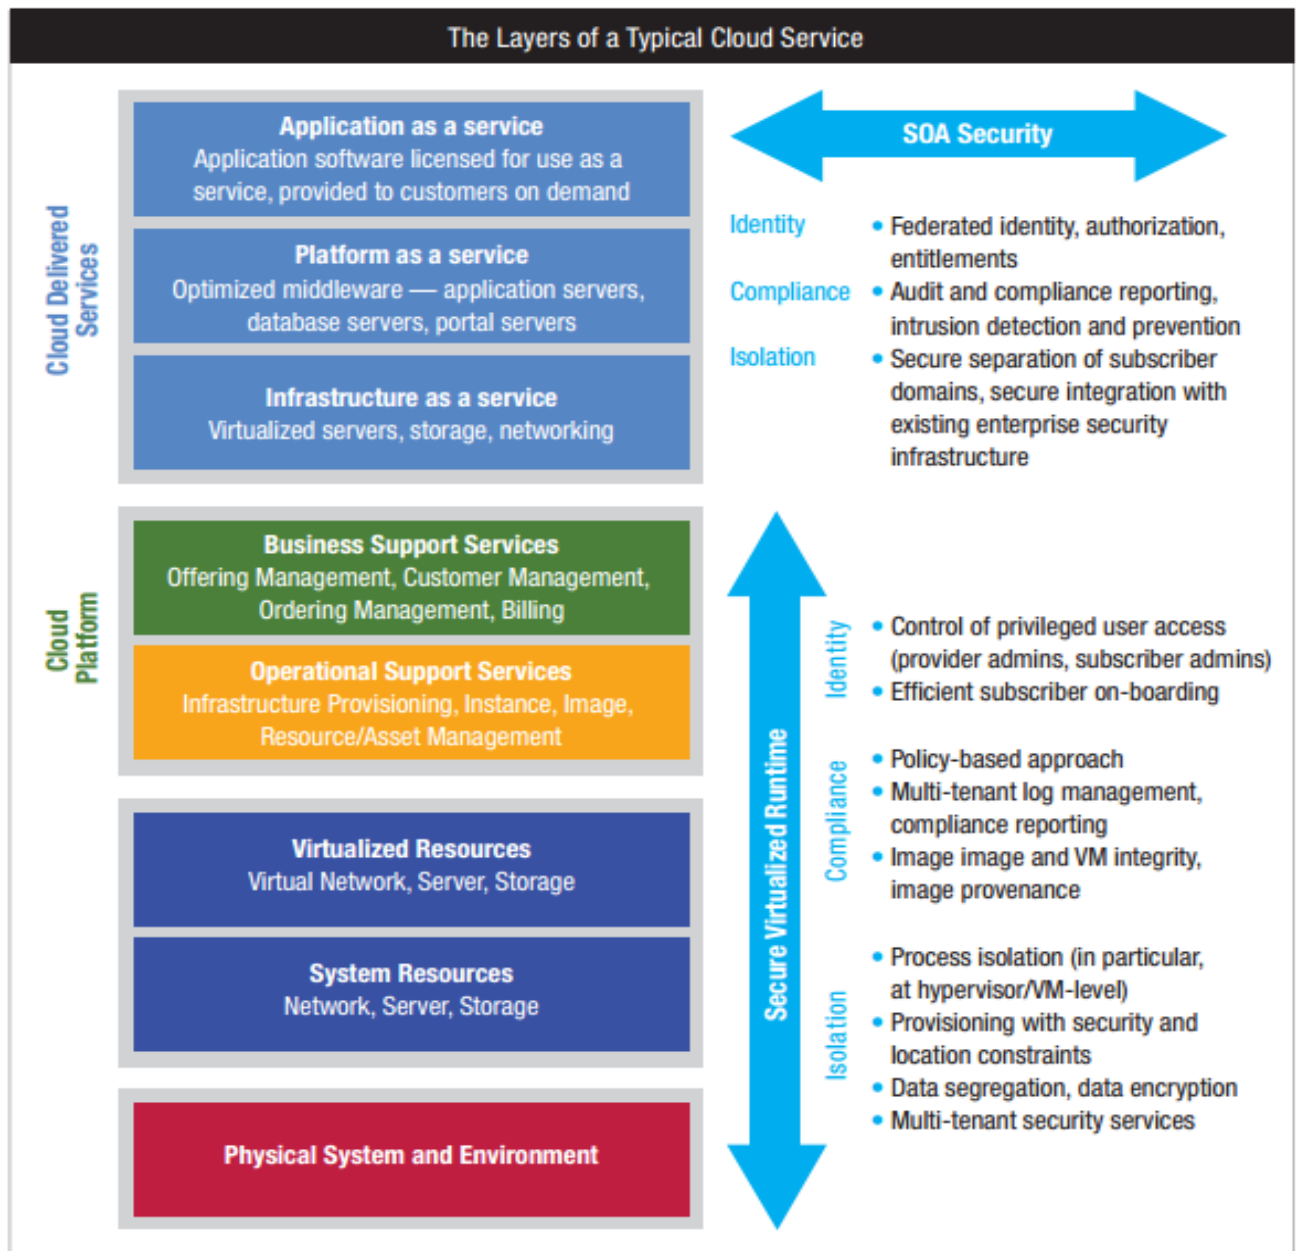 The Layers of a Typical Cloud Service
Cloud Delivered
Services
Application as a service
Application software licensed for use as a
service, provided to customers on demand
Platform as a service
Optimized middleware — application servers,
database servers, portal servers
Infrastructure as a service
Virtualized servers, storage, networking
SOA Security
Identity
• Federated identity, authorization,
entitlements
Compliance
• Audit and compliance reporting,
intrusion detection and prevention
Isolation
• Secure separation of subscriber
domains, secure integration with
existing enterprise security
infrastructure
Cloud
Platform
Business Support Services
Offering Management, Customer Management,
Ordering Management, Billing
Operational Support Services
Infrastructure Provisioning, Instance, Image,
Resource/Asset Management
Virtualized Resources
Virtual Network, Server, Storage
System Resources
Network, Server, Storage
Physical System and Environment
Secure Virtualized Runtime
Identity
• Control of privileged user access
(provider admins, subscriber admins)
• Efficient subscriber on-boarding
Compliance
• Policy-based approach
• Multi-tenant log management,
compliance reporting
• Image image and VM integrity,
image provenance
Isolation
• Process isolation (in particular,
at hypervisor/VM-level)
• Provisioning with security and
location constraints
• Data segregation, data encryption
• Multi-tenant security services